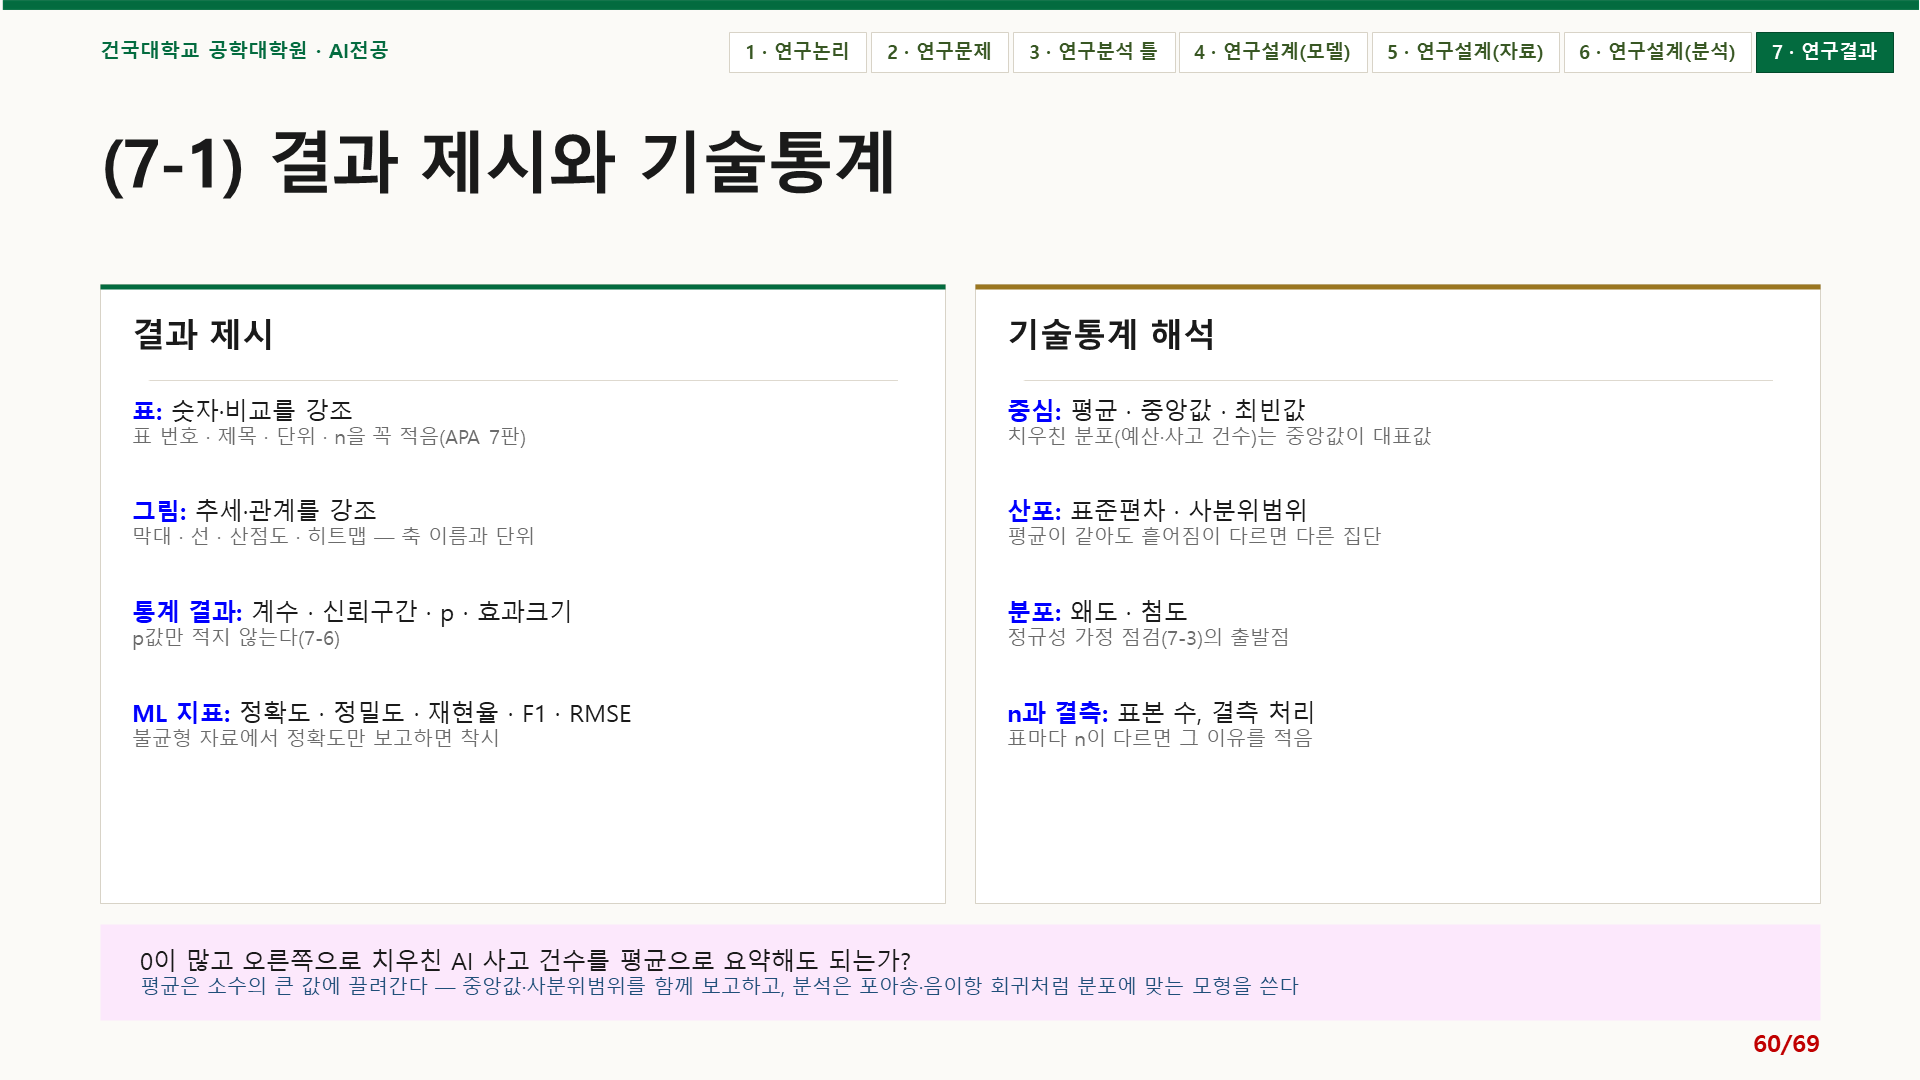 건국대학교 공학대학원 · AI전공
1 · 연구논리
2 · 연구문제
3 · 연구분석 틀
4 · 연구설계(모델)
5 · 연구설계(자료)
6 · 연구설계(분석)
7 · 연구결과
(7-1) 결과 제시와 기술통계
결과 제시
표: 숫자·비교를 강조
표 번호 · 제목 · 단위 · n을 꼭 적음(APA 7판)
그림: 추세·관계를 강조
막대 · 선 · 산점도 · 히트맵 — 축 이름과 단위
통계 결과: 계수 · 신뢰구간 · p · 효과크기
p값만 적지 않는다(7-6)
ML 지표: 정확도 · 정밀도 · 재현율 · F1 · RMSE
불균형 자료에서 정확도만 보고하면 착시
기술통계 해석
중심: 평균 · 중앙값 · 최빈값
치우친 분포(예산·사고 건수)는 중앙값이 대표값
산포: 표준편차 · 사분위범위
평균이 같아도 흩어짐이 다르면 다른 집단
분포: 왜도 · 첨도
정규성 가정 점검(7-3)의 출발점
n과 결측: 표본 수, 결측 처리
표마다 n이 다르면 그 이유를 적음
0이 많고 오른쪽으로 치우친 AI 사고 건수를 평균으로 요약해도 되는가?
평균은 소수의 큰 값에 끌려간다 — 중앙값·사분위범위를 함께 보고하고, 분석은 포아송·음이항 회귀처럼 분포에 맞는 모형을 쓴다
60/69